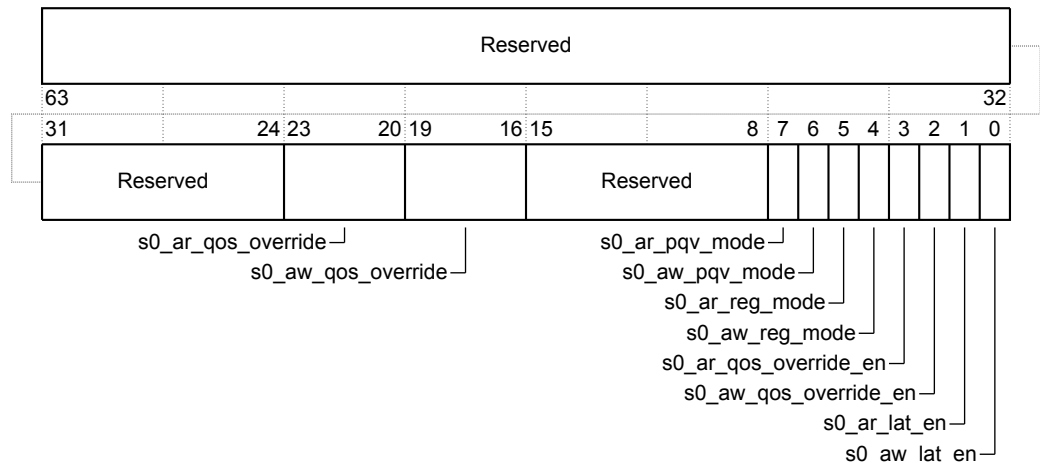 Reserved
63 32
31 24 23 20 19 16 15 8 7 6 5 4 3 2 1 0
Reserved Reserved
s0_ar_qos_override s0_ar_pqv_mode
s0_aw_qos_override s0_aw_pqv_mode
s0_ar_reg_mode
s0_aw_reg_mode
s0_ar_qos_override_en
s0_aw_qos_override_en
s0_ar_lat_en
s0_aw_lat_en